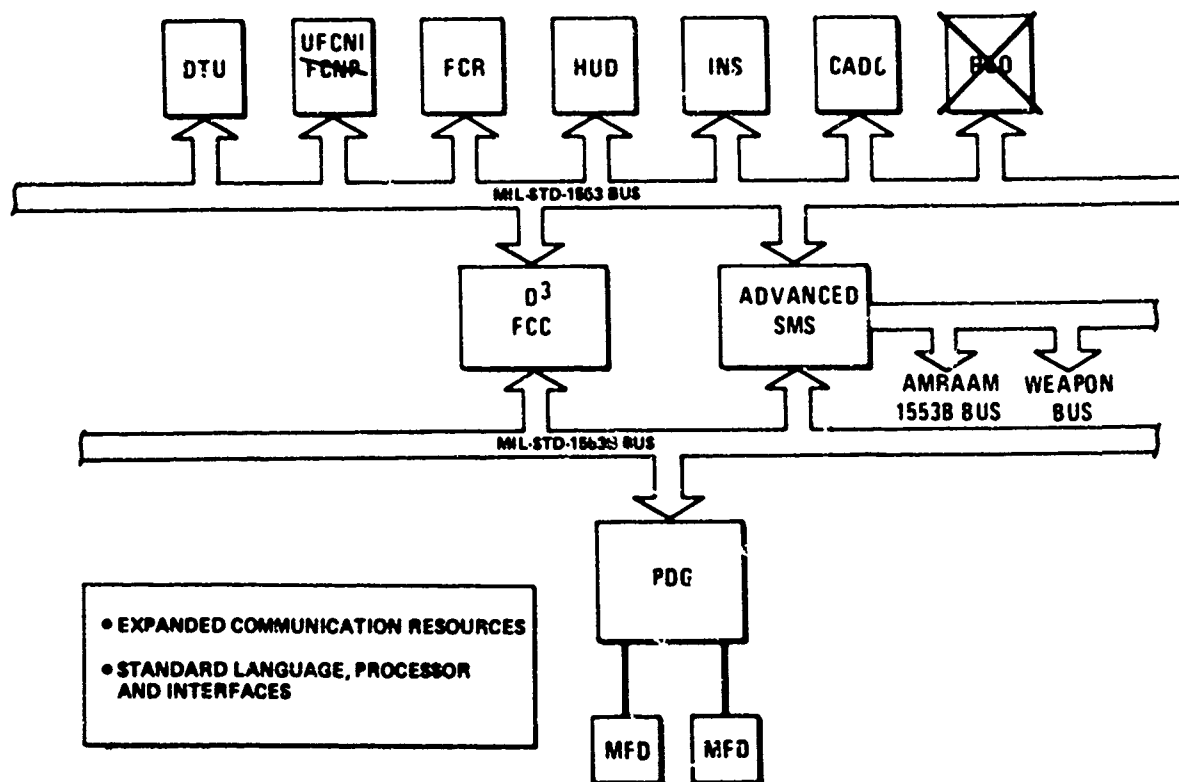 DTU
UFCNI
FCNP
FCR
HUD
INS
CADC
MIL-STD-1553 BUS
D³
FCC
ADVANCED
SMS
AMRAAM
1553B BUS
WEAPON
BUS
MIL-STD-1553B BUS
PDG
• EXPANDED COMMUNICATION RESOURCES
• STANDARD LANGUAGE, PROCESSOR
AND INTERFACES
MFD
MFD